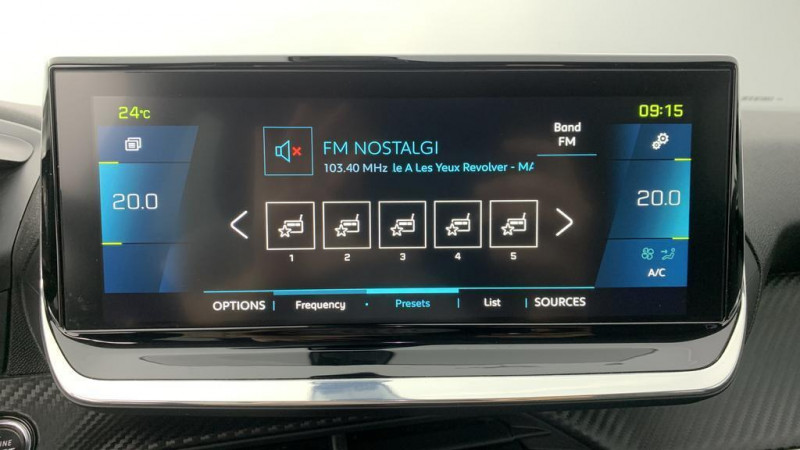 24°C
09:15
Band
FM
FM NOSTALGI
103.40 MHz le A Les Yeux Revolver - MA
20.0
20.0
1 2 3 4 5
A/C
OPTIONS Frequency Presets List SOURCES